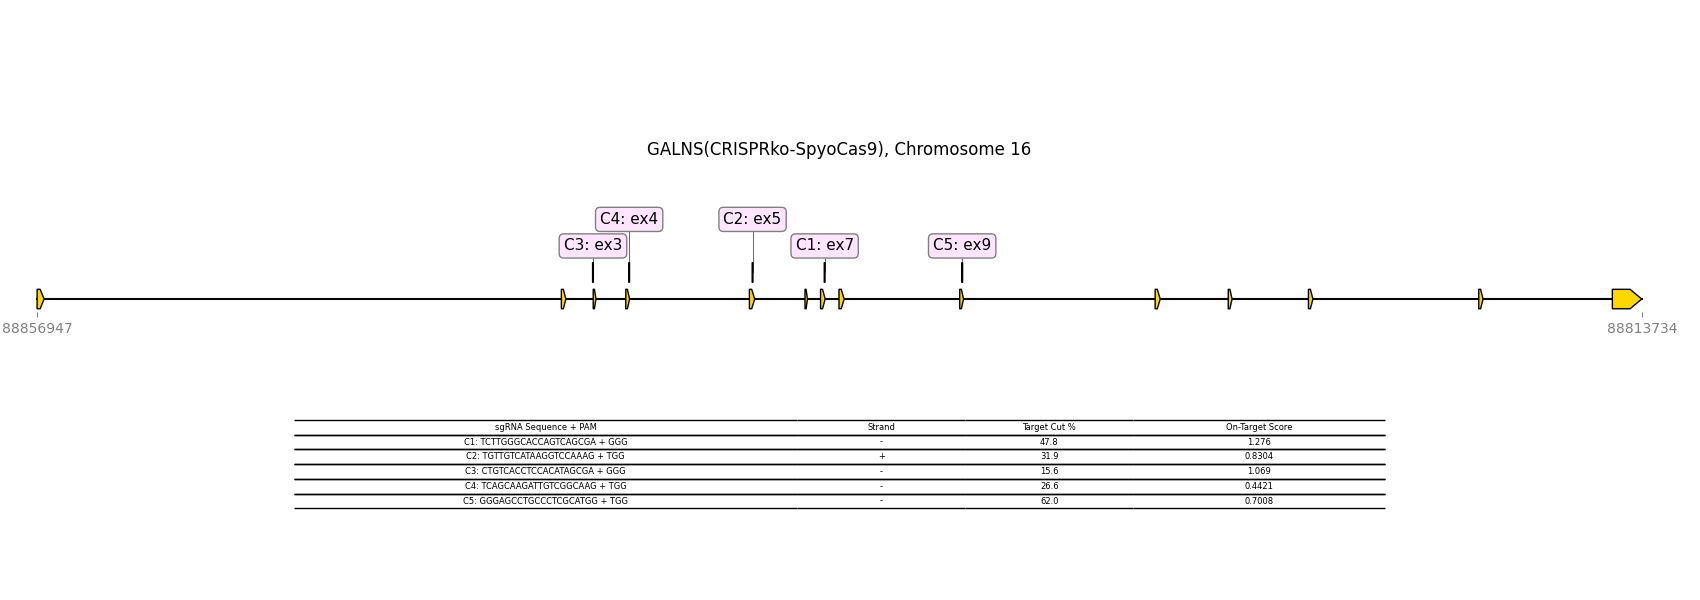 GALNS(CRISPRko-SpyoCas9), Chromosome 16
C4: ex4
C2: ex5
C3: ex3
C1: ex7
C5: ex9
88856947
88813734
sgRNA Sequence + PAM Strand Target Cut % On-Target Score
C1: TCTTGGGCACCAGTCAGCGA + GGG - 47.8 1.276
C2: TGTTGTCATAAGGTCCAAAG + TGG + 31.9 0.8304
C3: CTGTCACCTCCACATAGCGA + GGG - 15.6 1.069
C4: TCAGCAAGATTGTCGGCAAG + TGG - 26.6 0.4421
C5: GGGAGCCTGCCCTCGCATGG + TGG - 62.0 0.7008